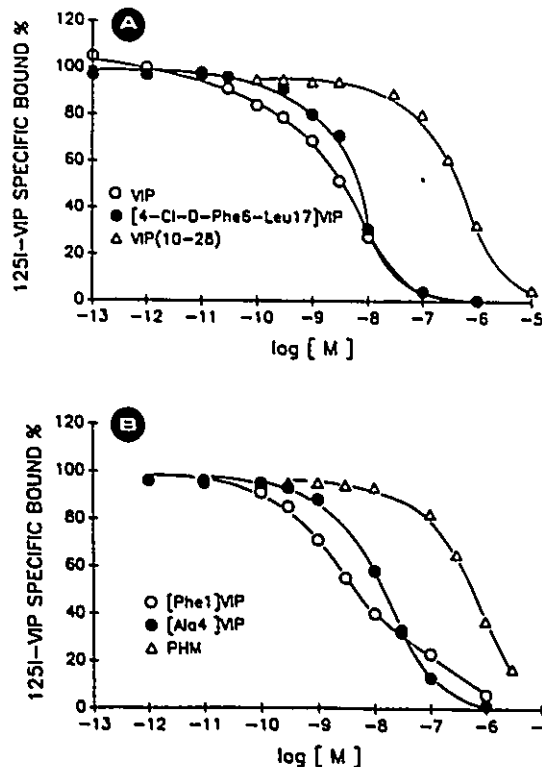 A
125I-VIP SPECIFIC BOUND %
120
100
80
60
40
20
0
○ VIP
● [4-Cl-D-Phe6-Leu17]VIP
△ VIP(10-28)
-13 -12 -11 -10 -9 -8 -7 -6 -5
log [ M ]
B
125I-VIP SPECIFIC BOUND %
120
100
80
60
40
20
0
○ [Phe1]VIP
● [Ala4]VIP
△ PHM
-13 -12 -11 -10 -9 -8 -7 -6 -5
log [ M ]